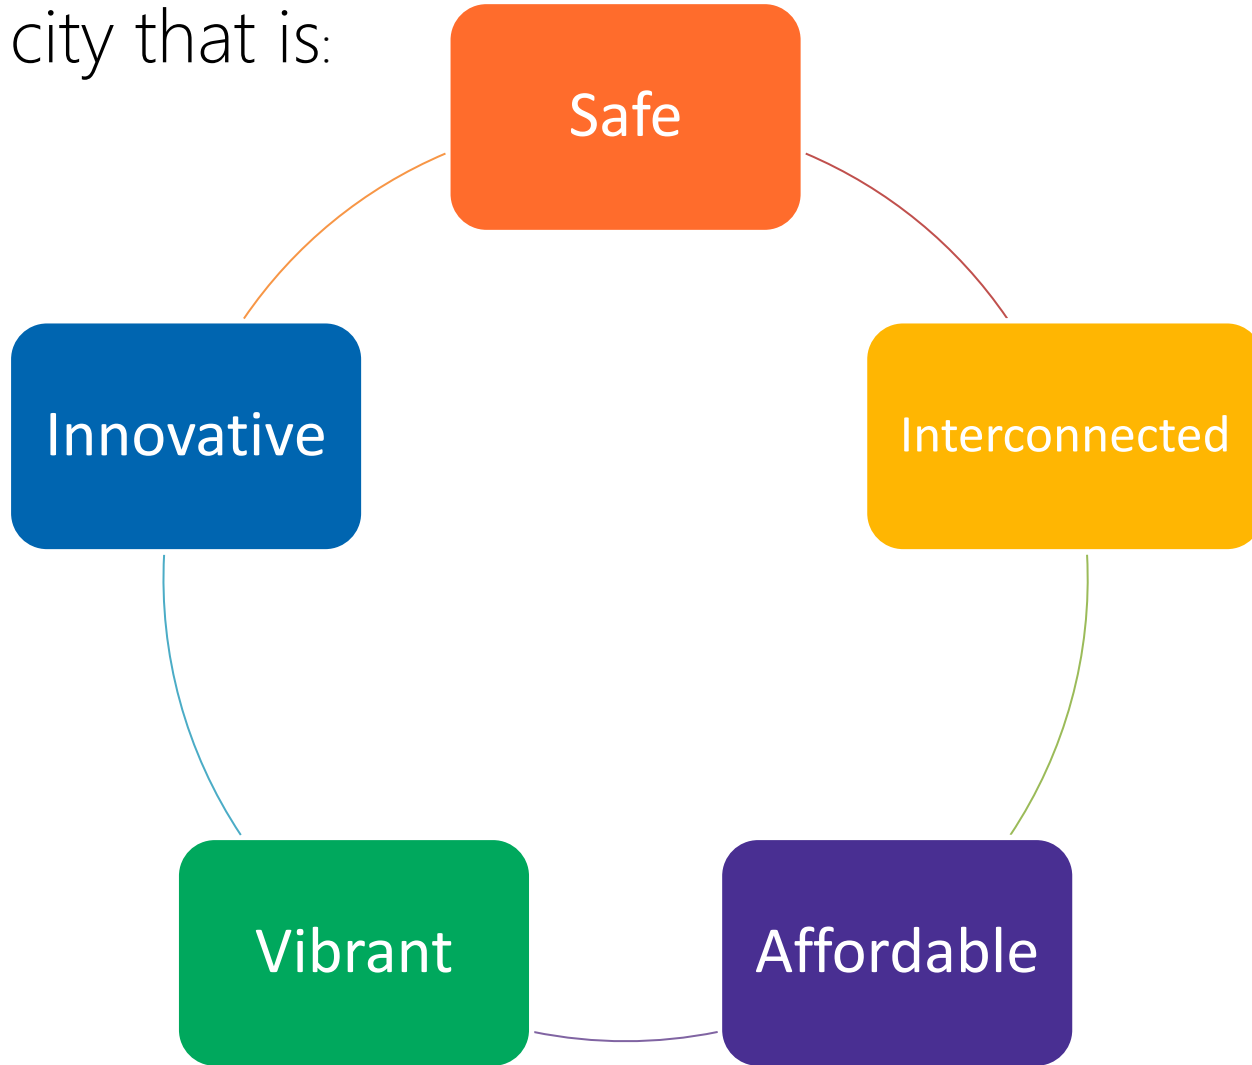 city that is:
Safe
Interconnected
Affordable
Vibrant
Innovative